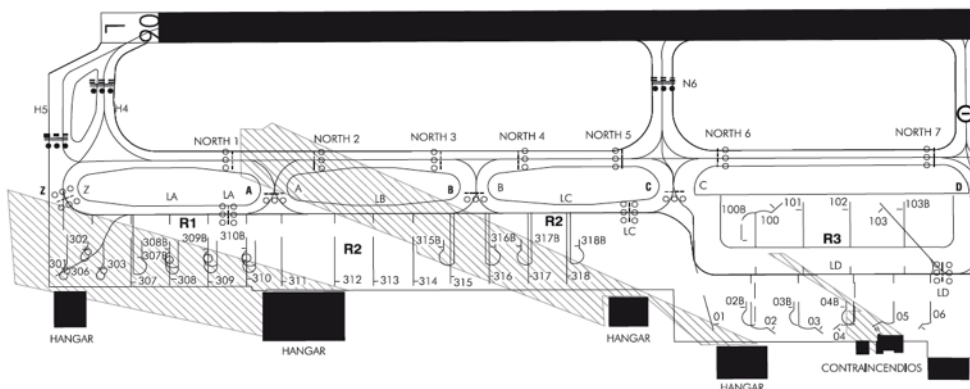 L
06
H5
H4
N6
NORTH 1
NORTH 2
NORTH 3
NORTH 4
NORTH 5
NORTH 6
NORTH 7
Z
Z
LA
LA
A
A
LB
B
B
LC
C
C
D
R1
R2
R2
LC
R3
LD
LD
100B
100
101
102
103
103B
302
301
306
303
308B
307B
309B
310B
307
308
309
310
311
312
313
314
315B
315
316B
316
317B
317
318B
318
01
02B
02
03B
03
04B
04
05
06
HANGAR
HANGAR
HANGAR
HANGAR
CONTRAINCENDIOS